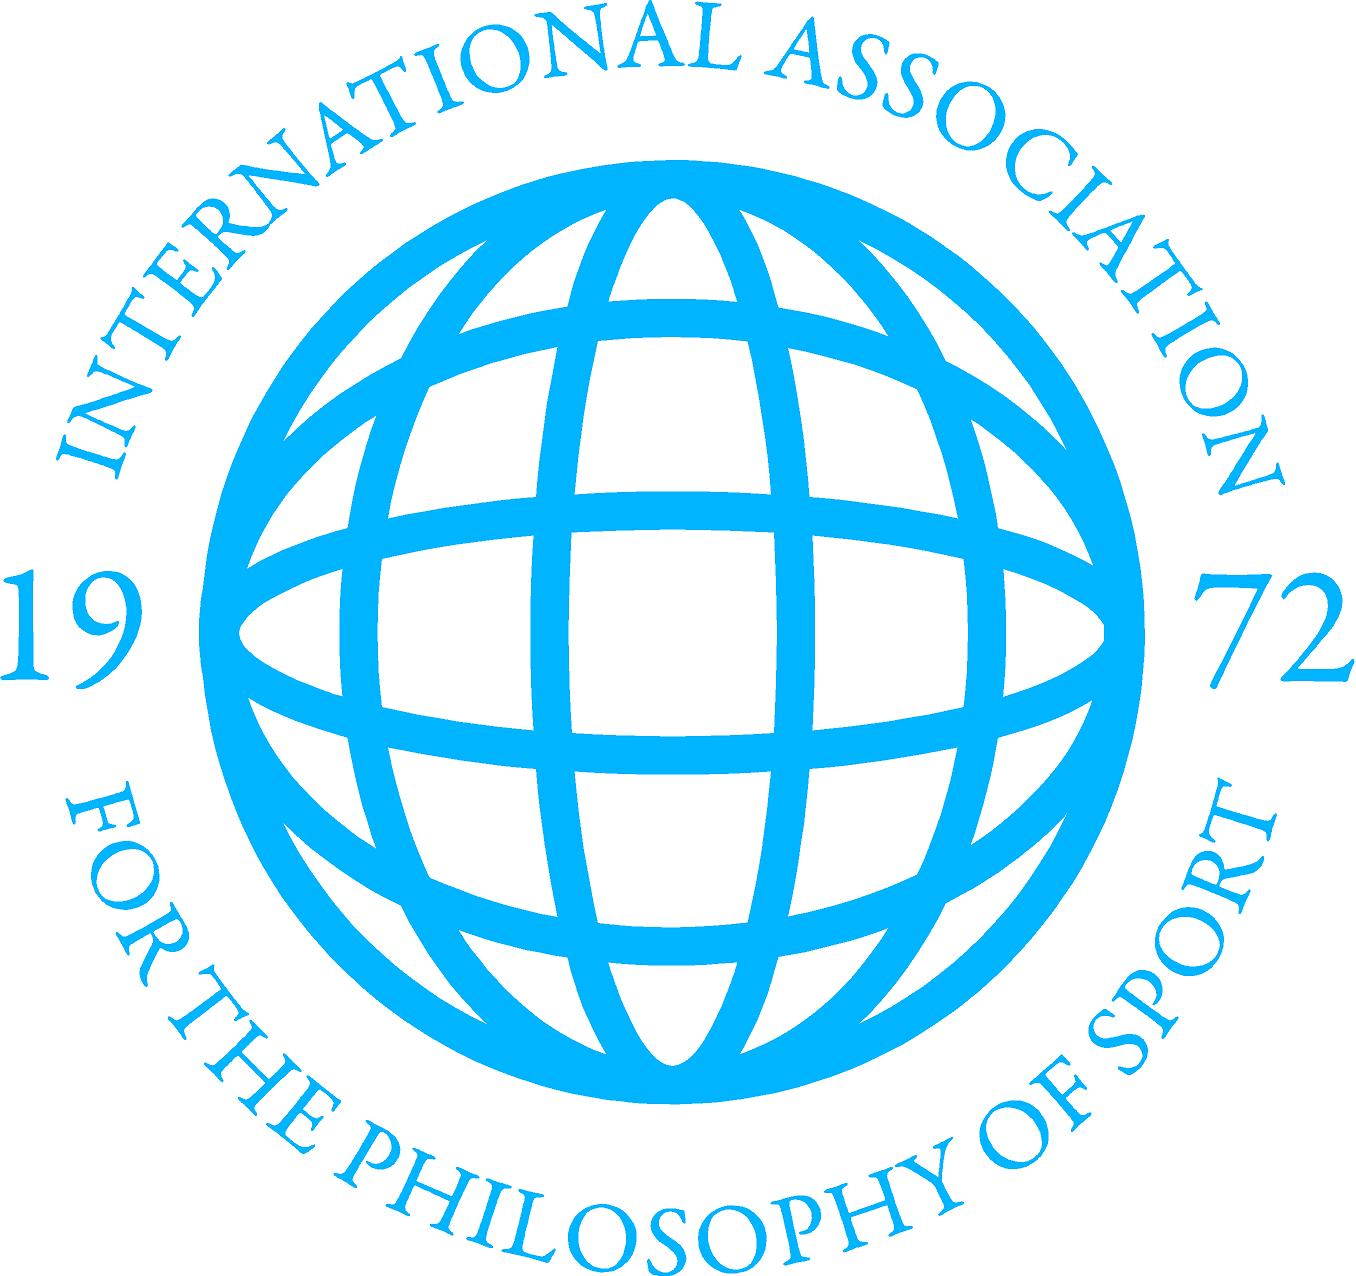 INTERNATIONAL ASSOCIATION
19 72
FOR THE PHILOSOPHY OF SPORT